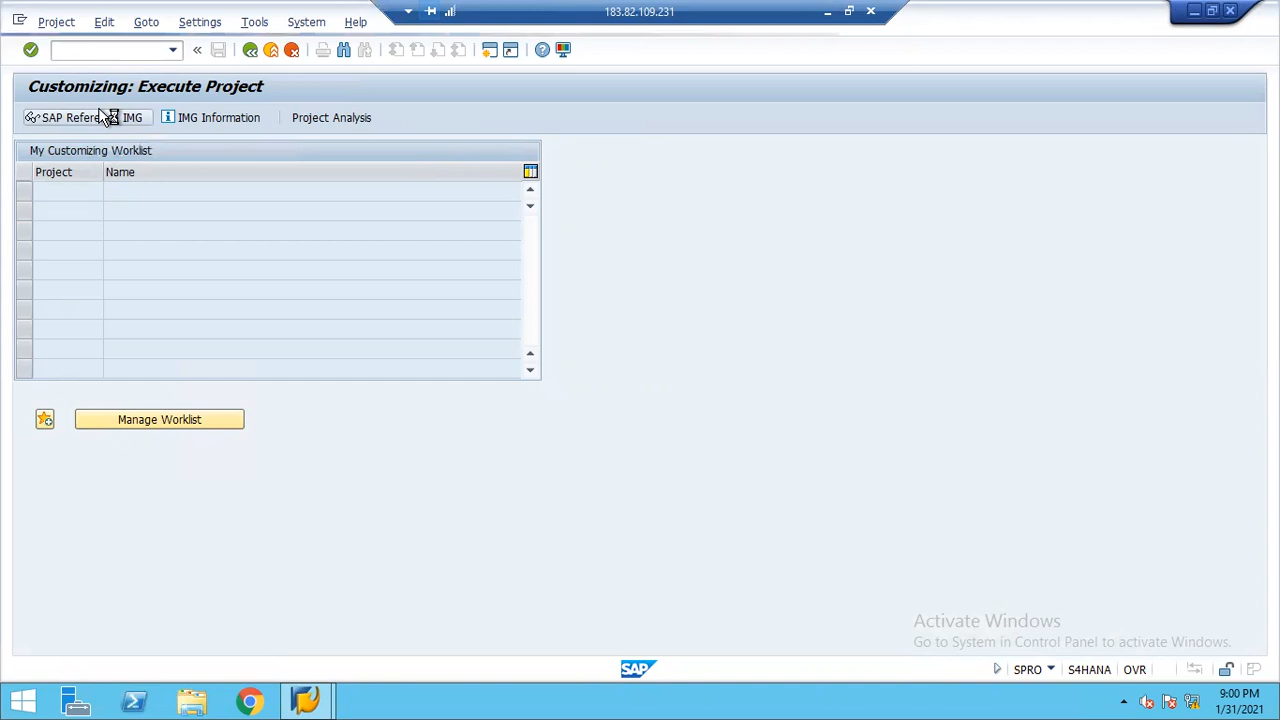 183.82.109.231
Project Edit Goto Settings Tools System Help
Customizing: Execute Project
SAP Refere IMG IMG Information Project Analysis
My Customizing Worklist
Project Name
Manage Worklist
Activate Windows
Go to System in Control Panel to activate Windows.
SAP SPRO S4HANA OVR
9:00 PM
1/31/2021